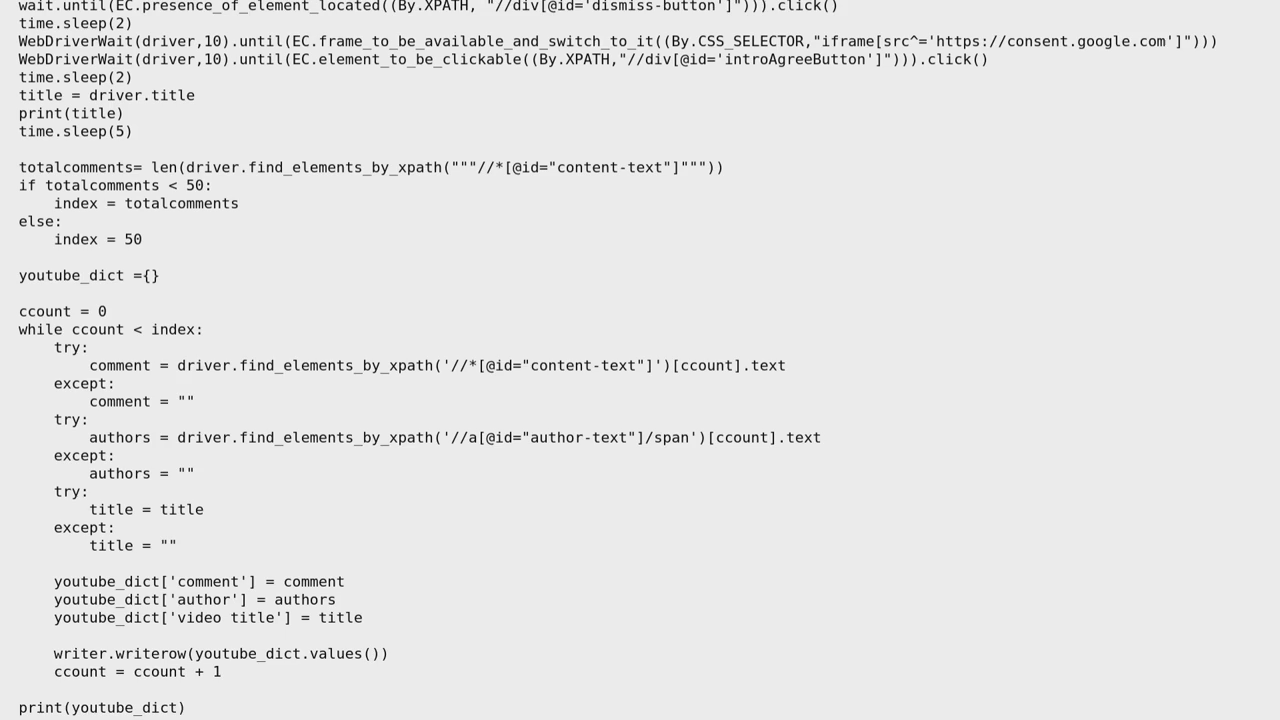 wait.until(EC.presence_of_element_located((By.XPATH, "//div[@id='dismiss-button']"))).click()
time.sleep(2)
WebDriverWait(driver,10).until(EC.frame_to_be_available_and_switch_to_it((By.CSS_SELECTOR,"iframe[src^='https://consent.google.com']")))
WebDriverWait(driver,10).until(EC.element_to_be_clickable((By.XPATH,"//div[@id='introAgreeButton']"))).click()
time.sleep(2)
title = driver.title
print(title)
time.sleep(5)

totalcomments= len(driver.find_elements_by_xpath("""//*[@id="content-text"]"""))
if totalcomments < 50:
    index = totalcomments
else:
    index = 50

youtube_dict ={}

ccount = 0
while ccount < index:
    try:
        comment = driver.find_elements_by_xpath('//*[@id="content-text"]')[ccount].text
    except:
        comment = ""
    try:
        authors = driver.find_elements_by_xpath('//a[@id="author-text"]/span')[ccount].text
    except:
        authors = ""
    try:
        title = title
    except:
        title = ""

    youtube_dict['comment'] = comment
    youtube_dict['author'] = authors
    youtube_dict['video title'] = title

    writer.writerow(youtube_dict.values())
    ccount = ccount + 1

print(youtube_dict)